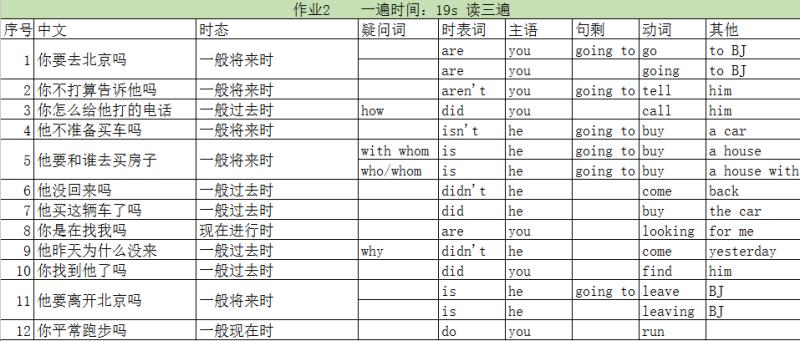 作业2 一遍时间：19s 读三遍
序号 中文 时态 疑问词 时表词 主语 句剩 动词 其他
1 你要去北京吗 一般将来时 are you going to go to BJ
are you going to BJ
2 你不打算告诉他吗 一般将来时 aren't you going to tell him
3 你怎么给他打的电话 一般过去时 how did you call him
4 他不准备买车吗 一般将来时 isn't he going to buy a car
5 他要和谁去买房子 一般将来时 with whom is he going to buy a house
who/whom is he going to buy a house with
6 他没回来吗 一般过去时 didn't he come back
7 他买这辆车了吗 一般过去时 did he buy the car
8 你是在找我吗 现在进行时 are you looking for me
9 他昨天为什么没来 一般过去时 why didn't he come yesterday
10 你找到他了吗 一般过去时 did you find him
11 他要离开北京吗 一般将来时 is he going to leave BJ
is he leaving BJ
12 你平常跑步吗 一般现在时 do you run